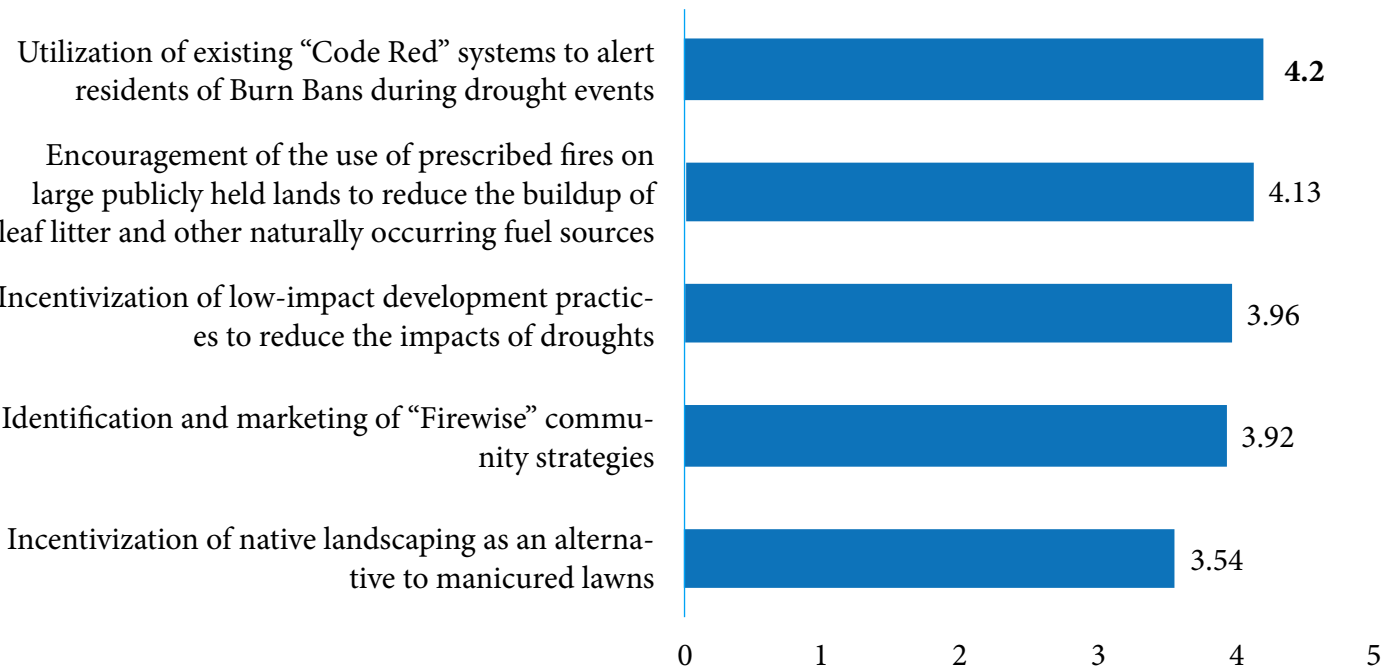 Utilization of existing “Code Red” systems to alert
residents of Burn Bans during drought events
4.2
Encouragement of the use of prescribed fires on
large publicly held lands to reduce the buildup of
leaf litter and other naturally occurring fuel sources
4.13
Incentivization of low-impact development practic-
es to reduce the impacts of droughts
3.96
Identification and marketing of “Firewise” commu-
nity strategies
3.92
Incentivization of native landscaping as an alterna-
tive to manicured lawns
3.54
0 1 2 3 4 5